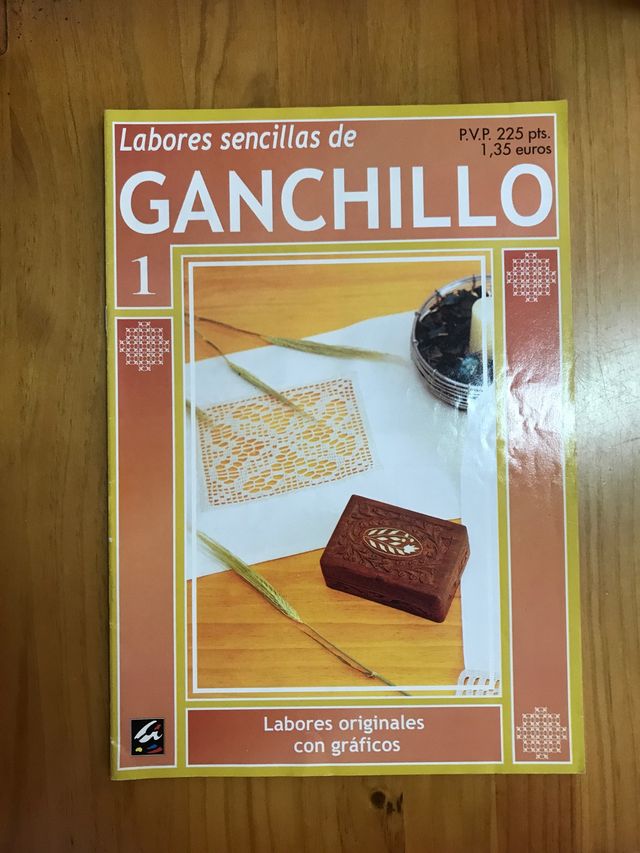 Labores sencillas de
P.V.P. 225 pts.
1,35 euros
GANCHILLO
1
Labores originales
con gráficos